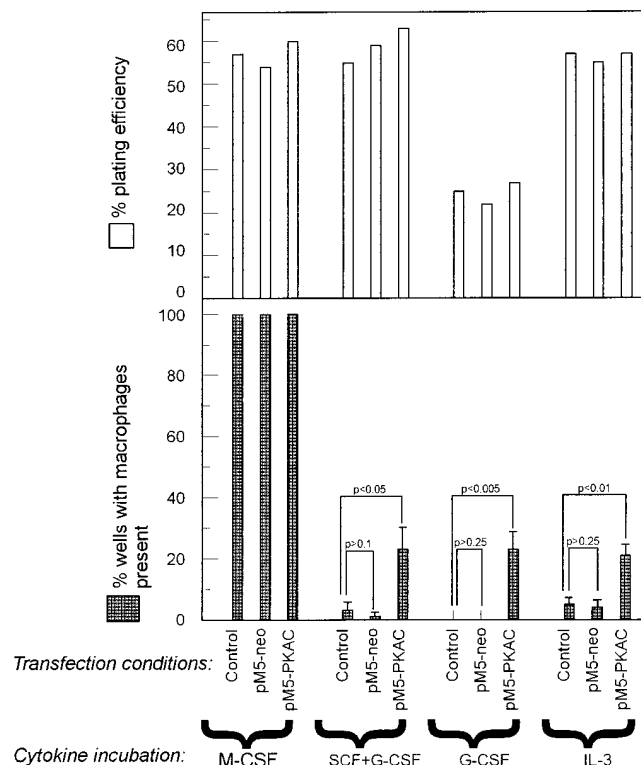 % plating efficiency
60
50
40
30
20
10
0
% wells with macrophages present
100
80
60
40
20
0
p<0.05
p>0.1
p<0.005
p>0.25
p<0.01
p>0.25
Transfection conditions:
Control
pM5-neo
pM5-PKAC
Control
pM5-neo
pM5-PKAC
Control
pM5-neo
pM5-PKAC
Control
pM5-neo
pM5-PKAC
Cytokine incubation: M-CSF SCF+G-CSF G-CSF IL-3